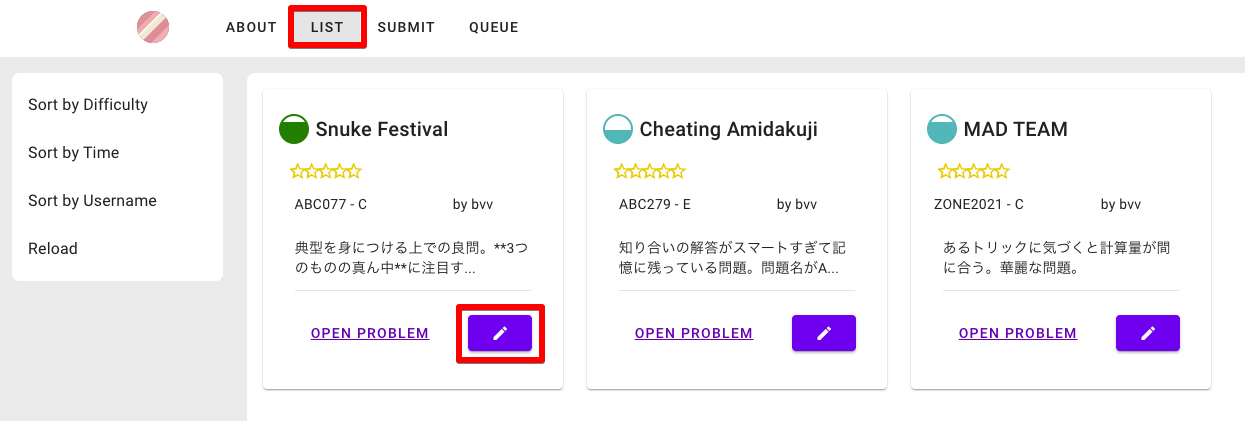 ABOUT LIST SUBMIT QUEUE
Sort by Difficulty
Sort by Time
Sort by Username
Reload
Snuke Festival
ABC077 - C by bvv
典型を身につける上での良問。**3つ
のものの真ん中**に注目す...
OPEN PROBLEM
Cheating Amidakuji
ABC279 - E by bvv
知り合いの解答がスマートすぎて記
憶に残っている問題。問題名がA...
OPEN PROBLEM
MAD TEAM
ZONE2021 - C by bvv
あるトリックに気づくと計算量が間
に合う。華麗な問題。
OPEN PROBLEM